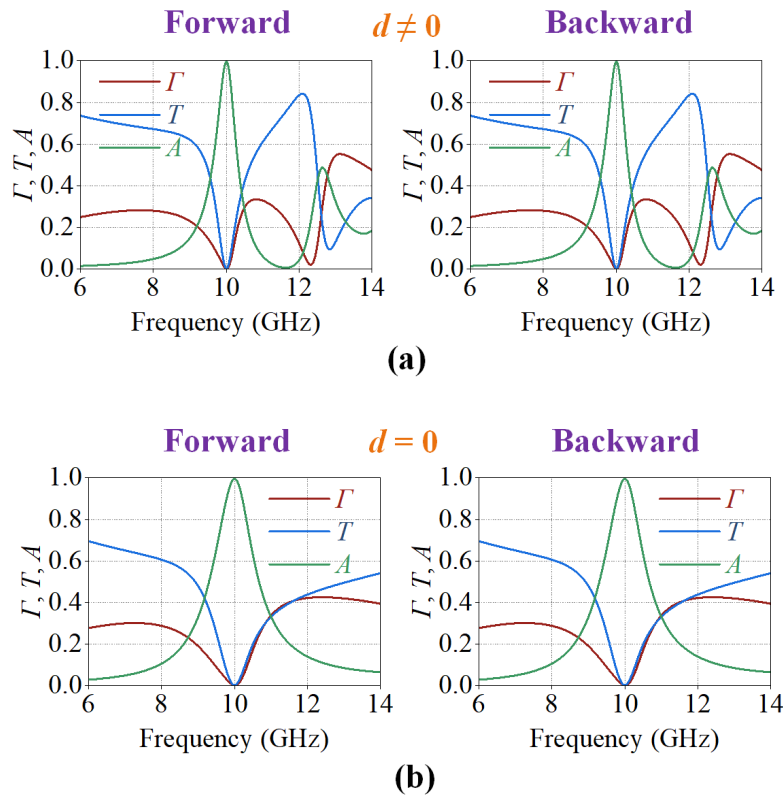 Forward d ≠ 0 Backward
1.0 1.0
0.8 0.8
0.6 0.6
0.4 0.4
0.2 0.2
0.0 0.0
Γ, T, A Γ, T, A
Γ Γ
T T
A A
6 8 10 12 14 6 8 10 12 14
Frequency (GHz) Frequency (GHz)
(a)
Forward d = 0 Backward
1.0 1.0
0.8 0.8
0.6 0.6
0.4 0.4
0.2 0.2
0.0 0.0
Γ, T, A Γ, T, A
Γ Γ
T T
A A
6 8 10 12 14 6 8 10 12 14
Frequency (GHz) Frequency (GHz)
(b)